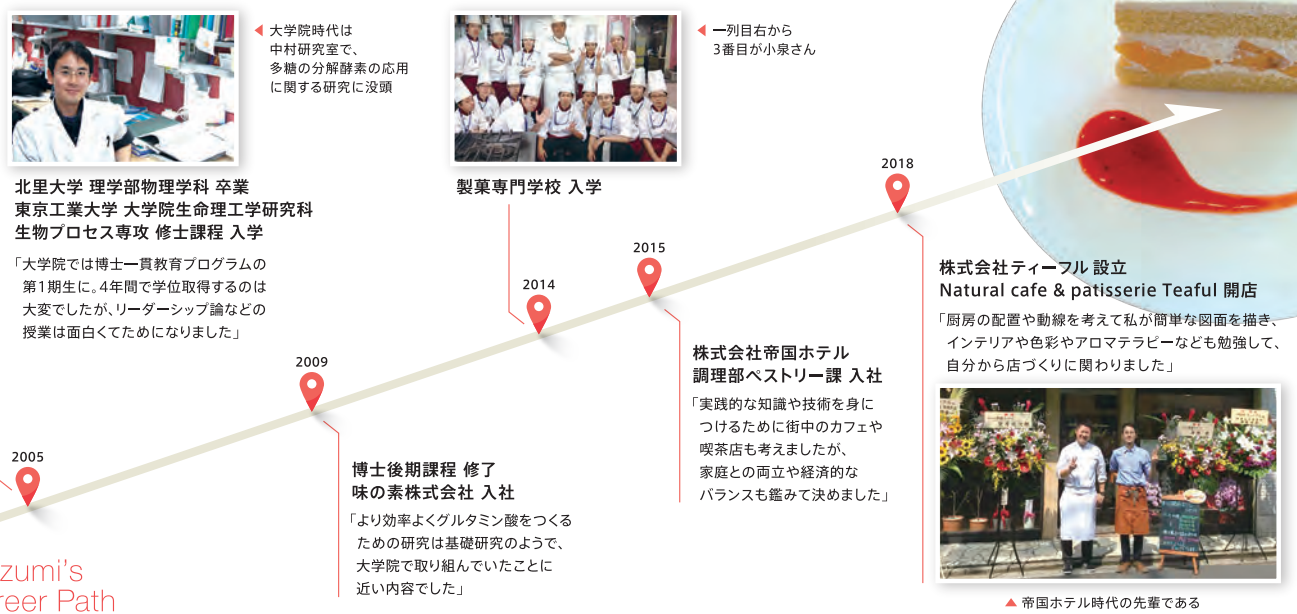 大学院時代は
中村研究室で、
多糖の分解酵素の応用
に関する研究に没頭
北里大学 理学部物理学科 卒業
東京工業大学 大学院生命理工学研究科
生物プロセス専攻 修士課程 入学
「大学院では博士一貫教育プログラムの
第1期生に。4年間で学位取得するのは
大変でしたが、リーダーシップ論などの
授業は面白くてためになりました」
2005
2009
博士後期課程 修了
味の素株式会社 入社
「より効率よくグルタミン酸をつくる
ための研究は基礎研究のようで、
大学院で取り組んでいたことに
近い内容でした」
一列目右から
3番目が小泉さん
製菓専門学校 入学
2014
2015
株式会社帝国ホテル
調理部ペストリー課 入社
「実践的な知識や技術を身に
つけるために街中のカフェや
喫茶店も考えましたが、
家庭との両立や経済的な
バランスも鑑みて決めました」
2018
株式会社ティーフル 設立
Natural cafe & patisserie Teaful 開店
「厨房の配置や動線を考えて私が簡単な図面を描き、
インテリアや色彩やアロマテラピーなども勉強して、
自分から店づくりに関わりました」
帝国ホテル時代の先輩である
zumi's
reer Path